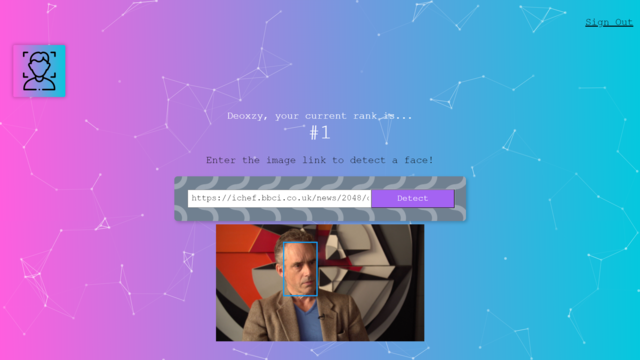 Sign Out
Deoxzy, your current rank is...
#1
Enter the image link to detect a face!
https://ichef.bbci.co.uk/news/2048/
Detect